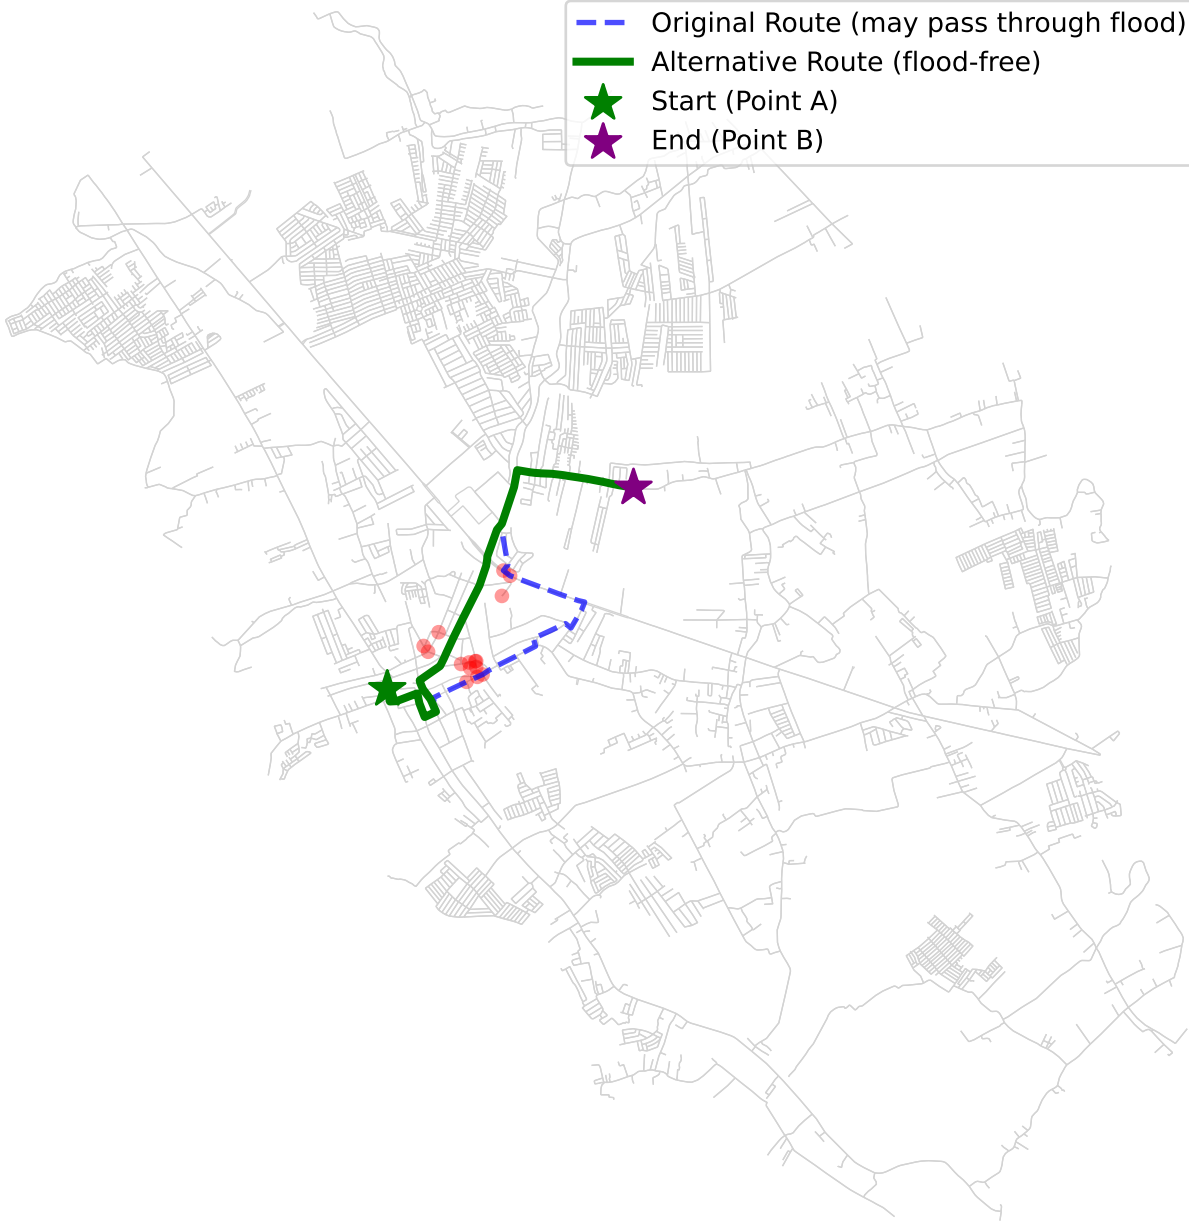 Original Route (may pass through flood)
Alternative Route (flood-free)
Start (Point A)
End (Point B)